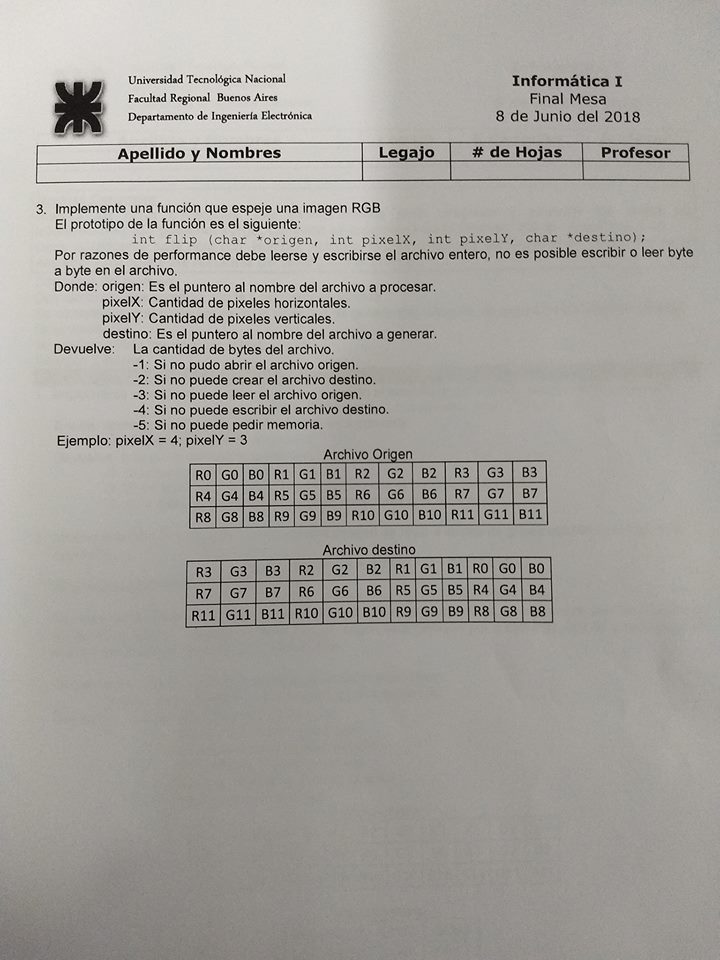 Universidad Tecnológica Nacional
Facultad Regional Buenos Aires
Departamento de Ingeniería Electrónica
Informática I
Final Mesa
8 de Junio del 2018
Apellido y Nombres Legajo # de Hojas Profesor
3. Implemente una función que espeje una imagen RGB
El prototipo de la función es el siguiente:
int flip (char *origen, int pixelX, int pixelY, char *destino);
Por razones de performance debe leerse y escribirse el archivo entero, no es posible escribir o leer byte
a byte en el archivo.
Donde: origen: Es el puntero al nombre del archivo a procesar.
pixelX: Cantidad de pixeles horizontales.
pixelY: Cantidad de pixeles verticales.
destino: Es el puntero al nombre del archivo a generar.
Devuelve: La cantidad de bytes del archivo.
-1: Si no pudo abrir el archivo origen.
-2: Si no puede crear el archivo destino.
-3: Si no puede leer el archivo origen.
-4: Si no puede escribir el archivo destino.
-5: Si no puede pedir memoria.
Ejemplo: pixelX = 4; pixelY = 3
Archivo Origen
R0 G0 B0 R1 G1 B1 R2 G2 B2 R3 G3 B3
R4 G4 B4 R5 G5 B5 R6 G6 B6 R7 G7 B7
R8 G8 B8 R9 G9 B9 R10 G10 B10 R11 G11 B11
Archivo destino
R3 G3 B3 R2 G2 B2 R1 G1 B1 R0 G0 B0
R7 G7 B7 R6 G6 B6 R5 G5 B5 R4 G4 B4
R11 G11 B11 R10 G10 B10 R9 G9 B9 R8 G8 B8